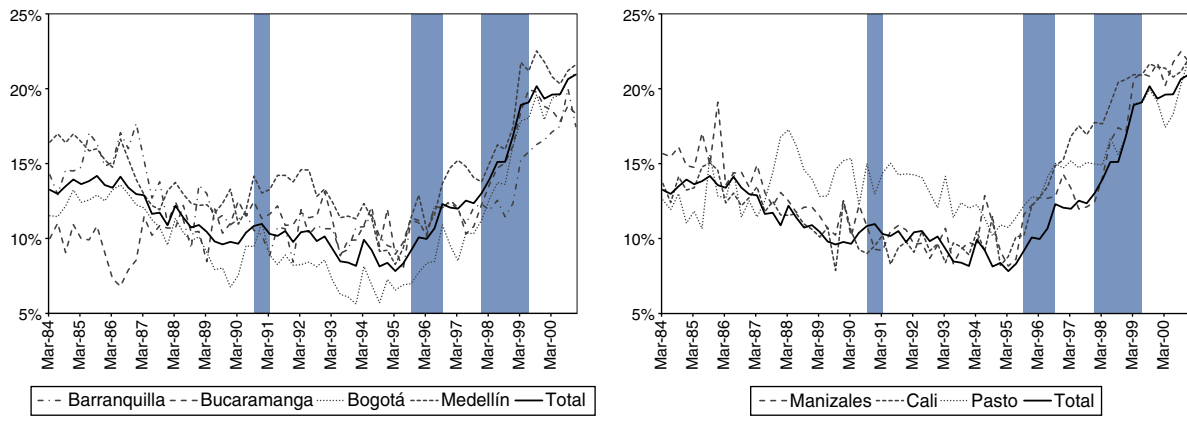 25%
20%
15%
10%
5%
Mar-84
Mar-85
Mar-86
Mar-87
Mar-88
Mar-89
Mar-90
Mar-91
Mar-92
Mar-93
Mar-94
Mar-95
Mar-96
Mar-97
Mar-98
Mar-99
Mar-00
Barranquilla Bucaramanga Bogotá Medellín Total
25%
20%
15%
10%
5%
Mar-84
Mar-85
Mar-86
Mar-87
Mar-88
Mar-89
Mar-90
Mar-91
Mar-92
Mar-93
Mar-94
Mar-95
Mar-96
Mar-97
Mar-98
Mar-99
Mar-00
Manizales Cali Pasto Total